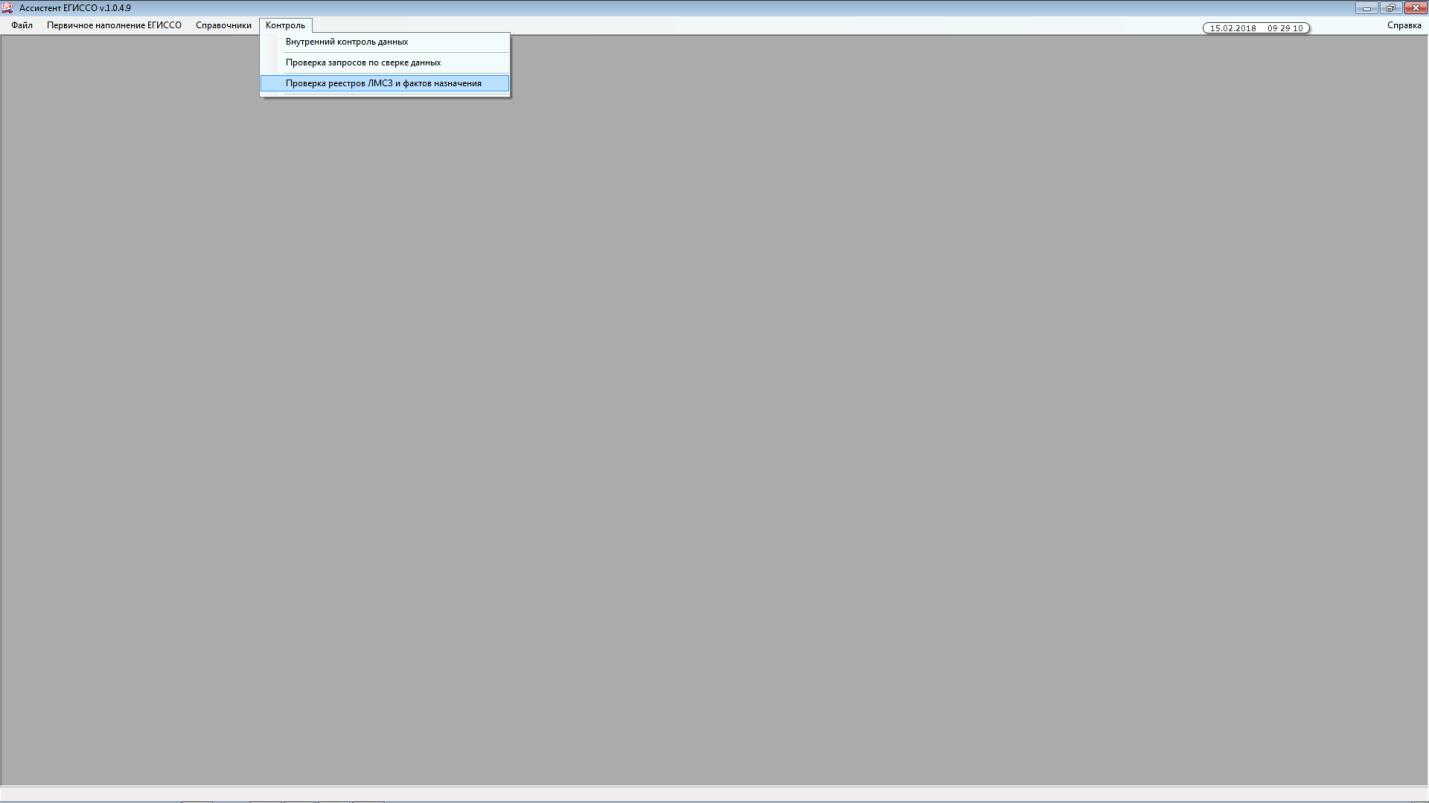 Ассистент ЕГИССО v.1.0.4.9
Файл Первичное наполнение ЕГИССО Справочники Контроль 15.02.2018 09 29 10 Справка
Внутренний контроль данных
Проверка запросов по сверке данных
Проверка реестров ЛМСЗ и фактов назначения